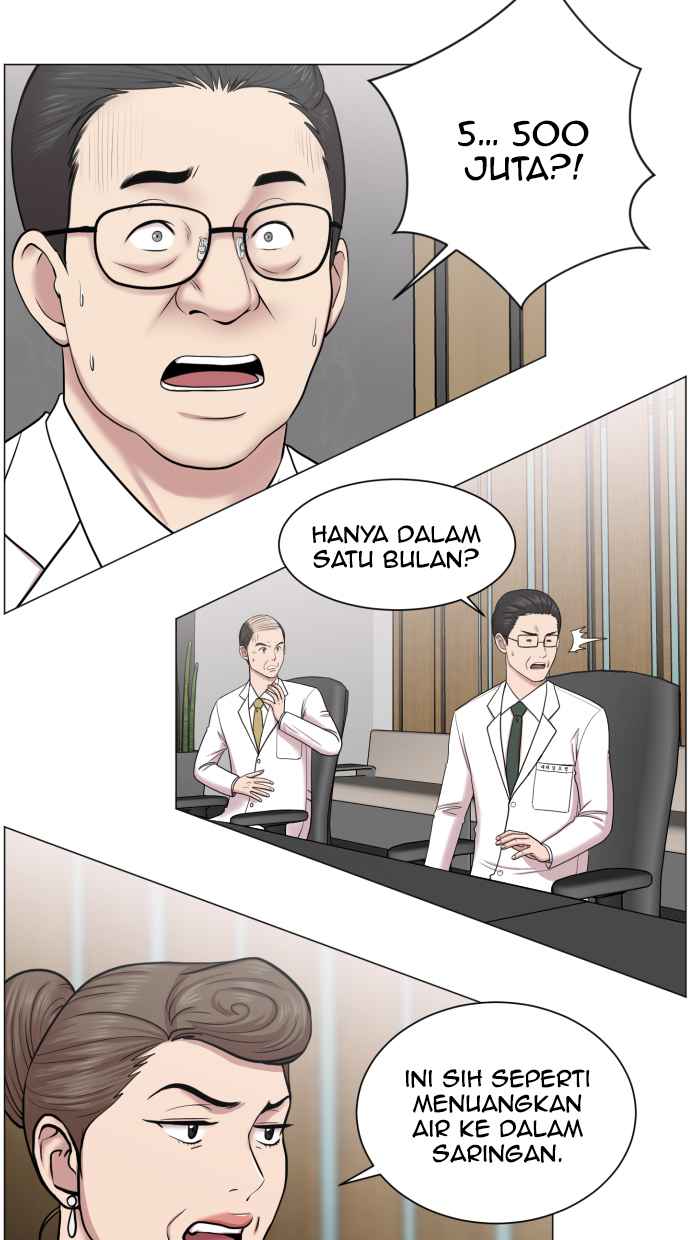 5... 500
JUTA?!
HANYA DALAM
SATU BULAN?
INI SIH SEPERTI
MENUANGKAN
AIR KE DALAM
SARINGAN.